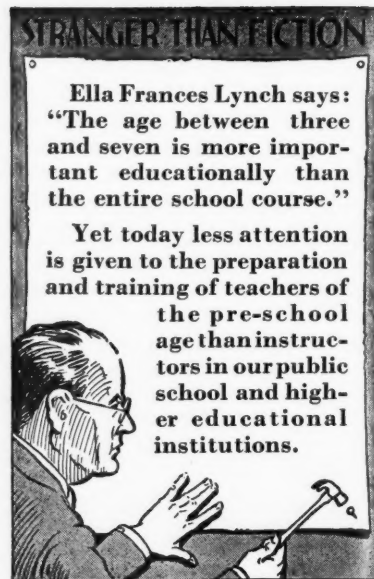 STRANGER THAN FICTION
Ella Frances Lynch says:
“The age between three
and seven is more impor-
tant educationally than
the entire school course.”
Yet today less attention
is given to the preparation
and training of teachers of
the pre-school
age than instruc-
tors in our public
school and high-
er educational
institutions.